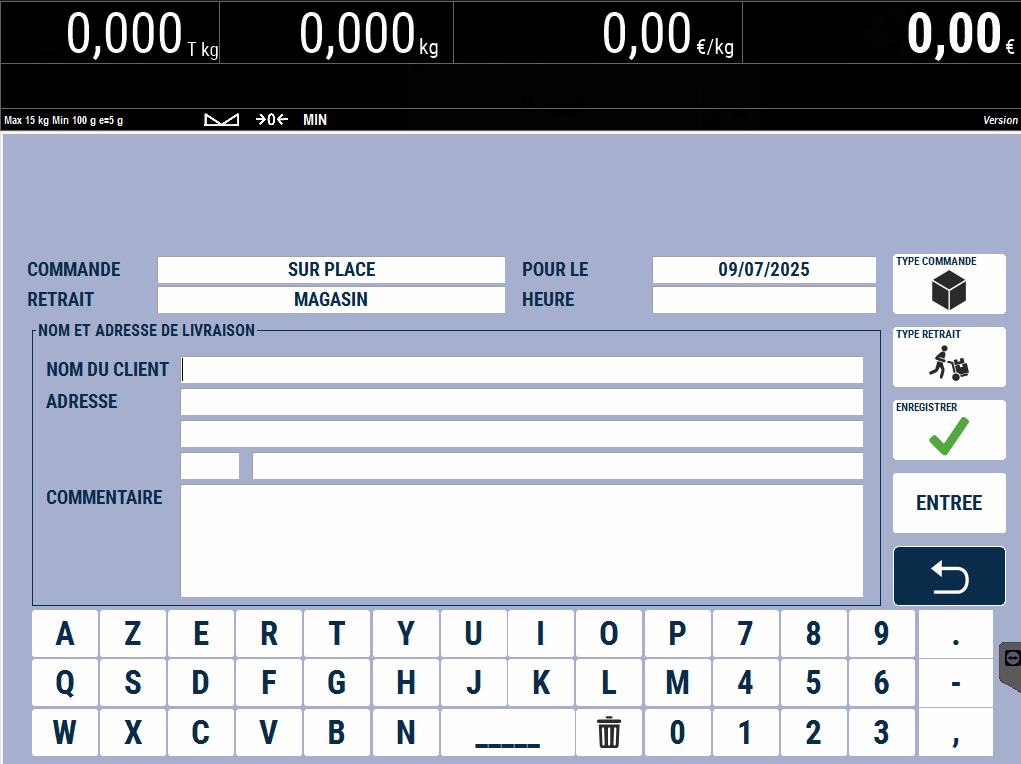 0,000 T kg 0,000 kg 0,00 €/kg 0,00 €
Max 15 kg Min 100 g e=5 g →0← MIN Version
COMMANDE SUR PLACE POUR LE 09/07/2025 TYPE COMMANDE
RETRAIT MAGASIN HEURE
NOM ET ADRESSE DE LIVRAISON TYPE RETRAIT
NOM DU CLIENT
ADRESSE ENREGISTRER
COMMENTAIRE ENTREE
A Z E R T Y U I O P 7 8 9 .
Q S D F G H J K L M 4 5 6 -
W X C V B N _____ 0 1 2 3 ,